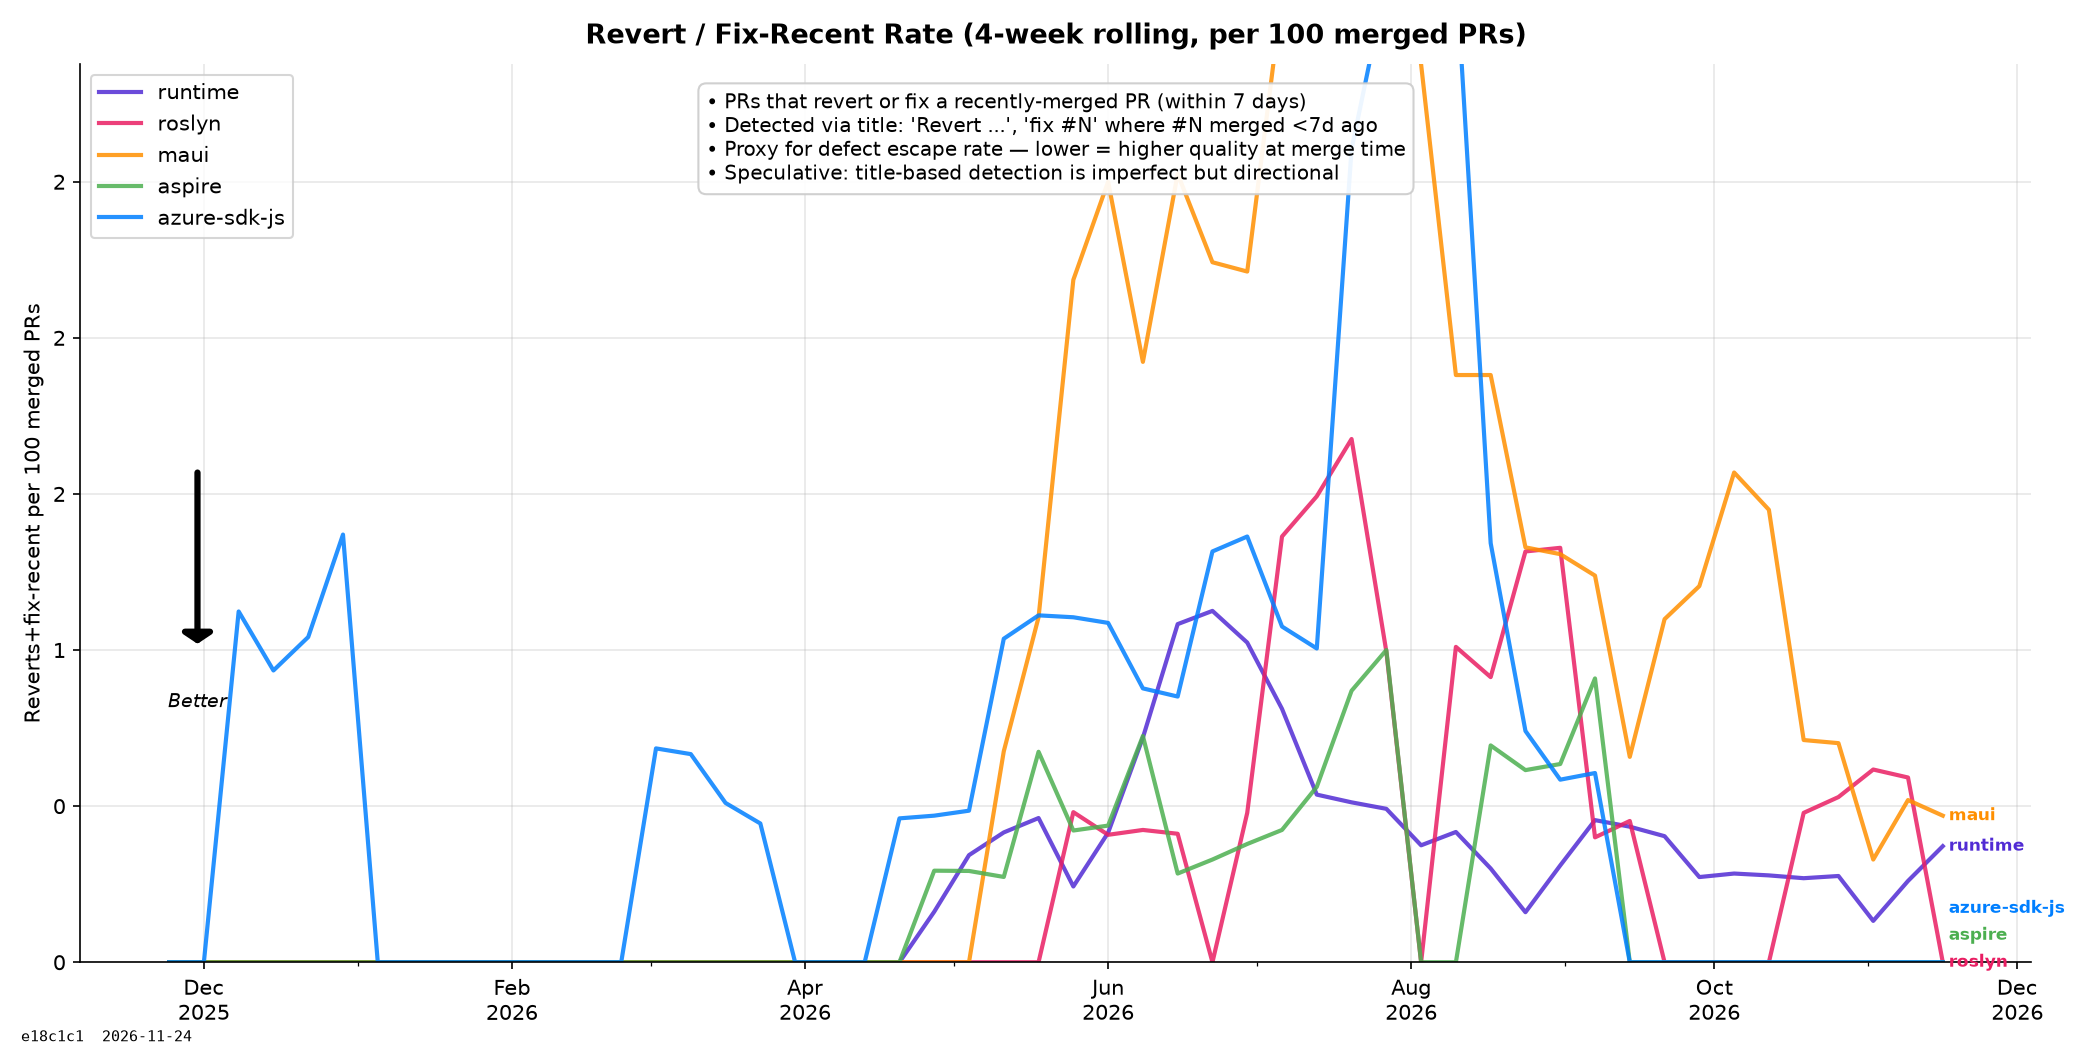 Revert / Fix-Recent Rate (4-week rolling, per 100 merged PRs)
runtime
roslyn
maui
aspire
azure-sdk-js
• PRs that revert or fix a recently-merged PR (within 7 days)
• Detected via title: 'Revert ...', 'fix #N' where #N merged <7d ago
• Proxy for defect escape rate — lower = higher quality at merge time
• Speculative: title-based detection is imperfect but directional
Reverts+fix-recent per 100 merged PRs
2
2
2
1
0
0
Better
maui
runtime
azure-sdk-js
aspire
roslyn
Dec
2025
Feb
2026
Apr
2026
Jun
2026
Aug
2026
Oct
2026
Dec
2026
e18c1c1 2026-11-24